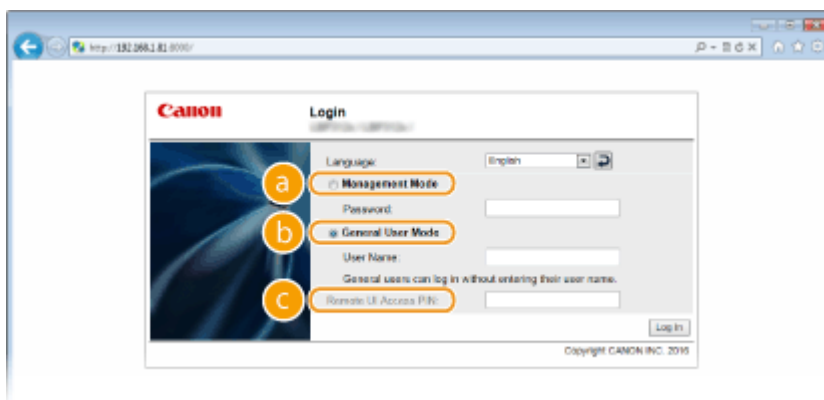 http://192.168.1.81:8000/
Canon
Login
Language:
English
a
Management Mode
Password:
b
General User Mode
User Name:
General users can log in without entering their user name.
c
Remote UI Access PIN:
Log In
Copyright CANON INC. 2016